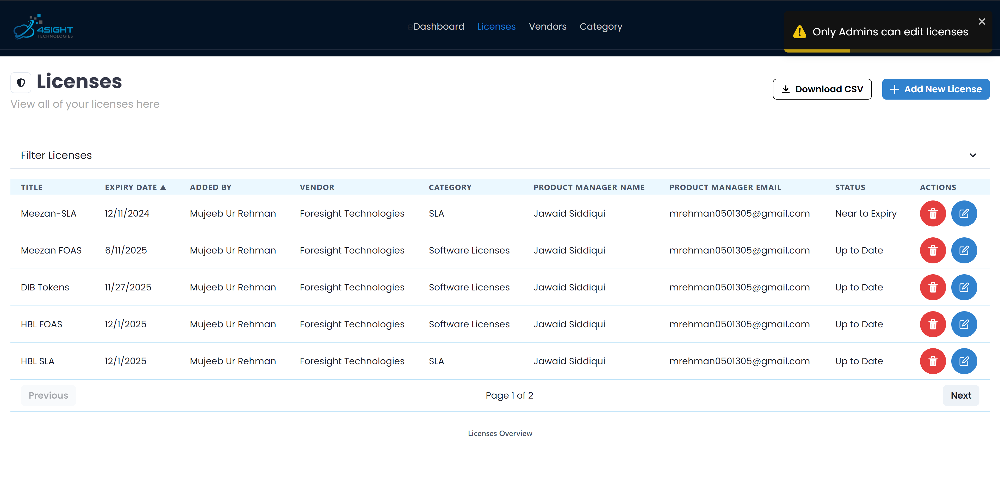 4SIGHT
TECHNOLOGIES
eDashboard Licenses Vendors Category
Only Admins can edit licenses
Licenses
View all of your licenses here
Download CSV
Add New License
Filter Licenses
TITLE EXPIRY DATE ▲ ADDED BY VENDOR CATEGORY PRODUCT MANAGER NAME PRODUCT MANAGER EMAIL STATUS ACTIONS
Meezan-SLA 12/11/2024 Mujeeb Ur Rehman Foresight Technologies SLA Jawaid Siddiqui mrehman0501305@gmail.com Near to Expiry
Meezan FOAS 6/11/2025 Mujeeb Ur Rehman Foresight Technologies Software Licenses Jawaid Siddiqui mrehman0501305@gmail.com Up to Date
DIB Tokens 11/27/2025 Mujeeb Ur Rehman Foresight Technologies Software Licenses Jawaid Siddiqui mrehman0501305@gmail.com Up to Date
HBL FOAS 12/1/2025 Mujeeb Ur Rehman Foresight Technologies Software Licenses Jawaid Siddiqui mrehman0501305@gmail.com Up to Date
HBL SLA 12/1/2025 Mujeeb Ur Rehman Foresight Technologies SLA Jawaid Siddiqui mrehman0501305@gmail.com Up to Date
Previous Page 1 of 2 Next
Licenses Overview